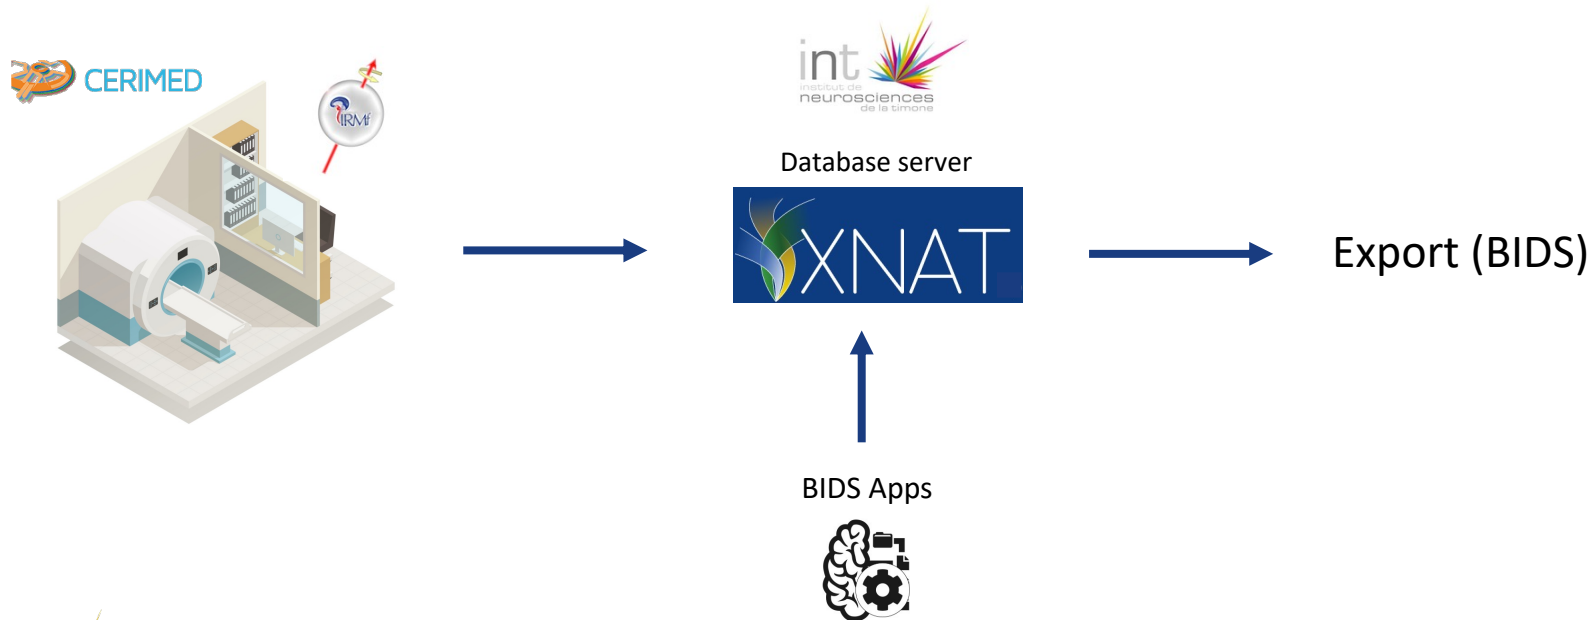 CERIMED
IRMf
int
institut de
neurosciences
de la timone
Database server
XNAT
Export (BIDS)
BIDS Apps